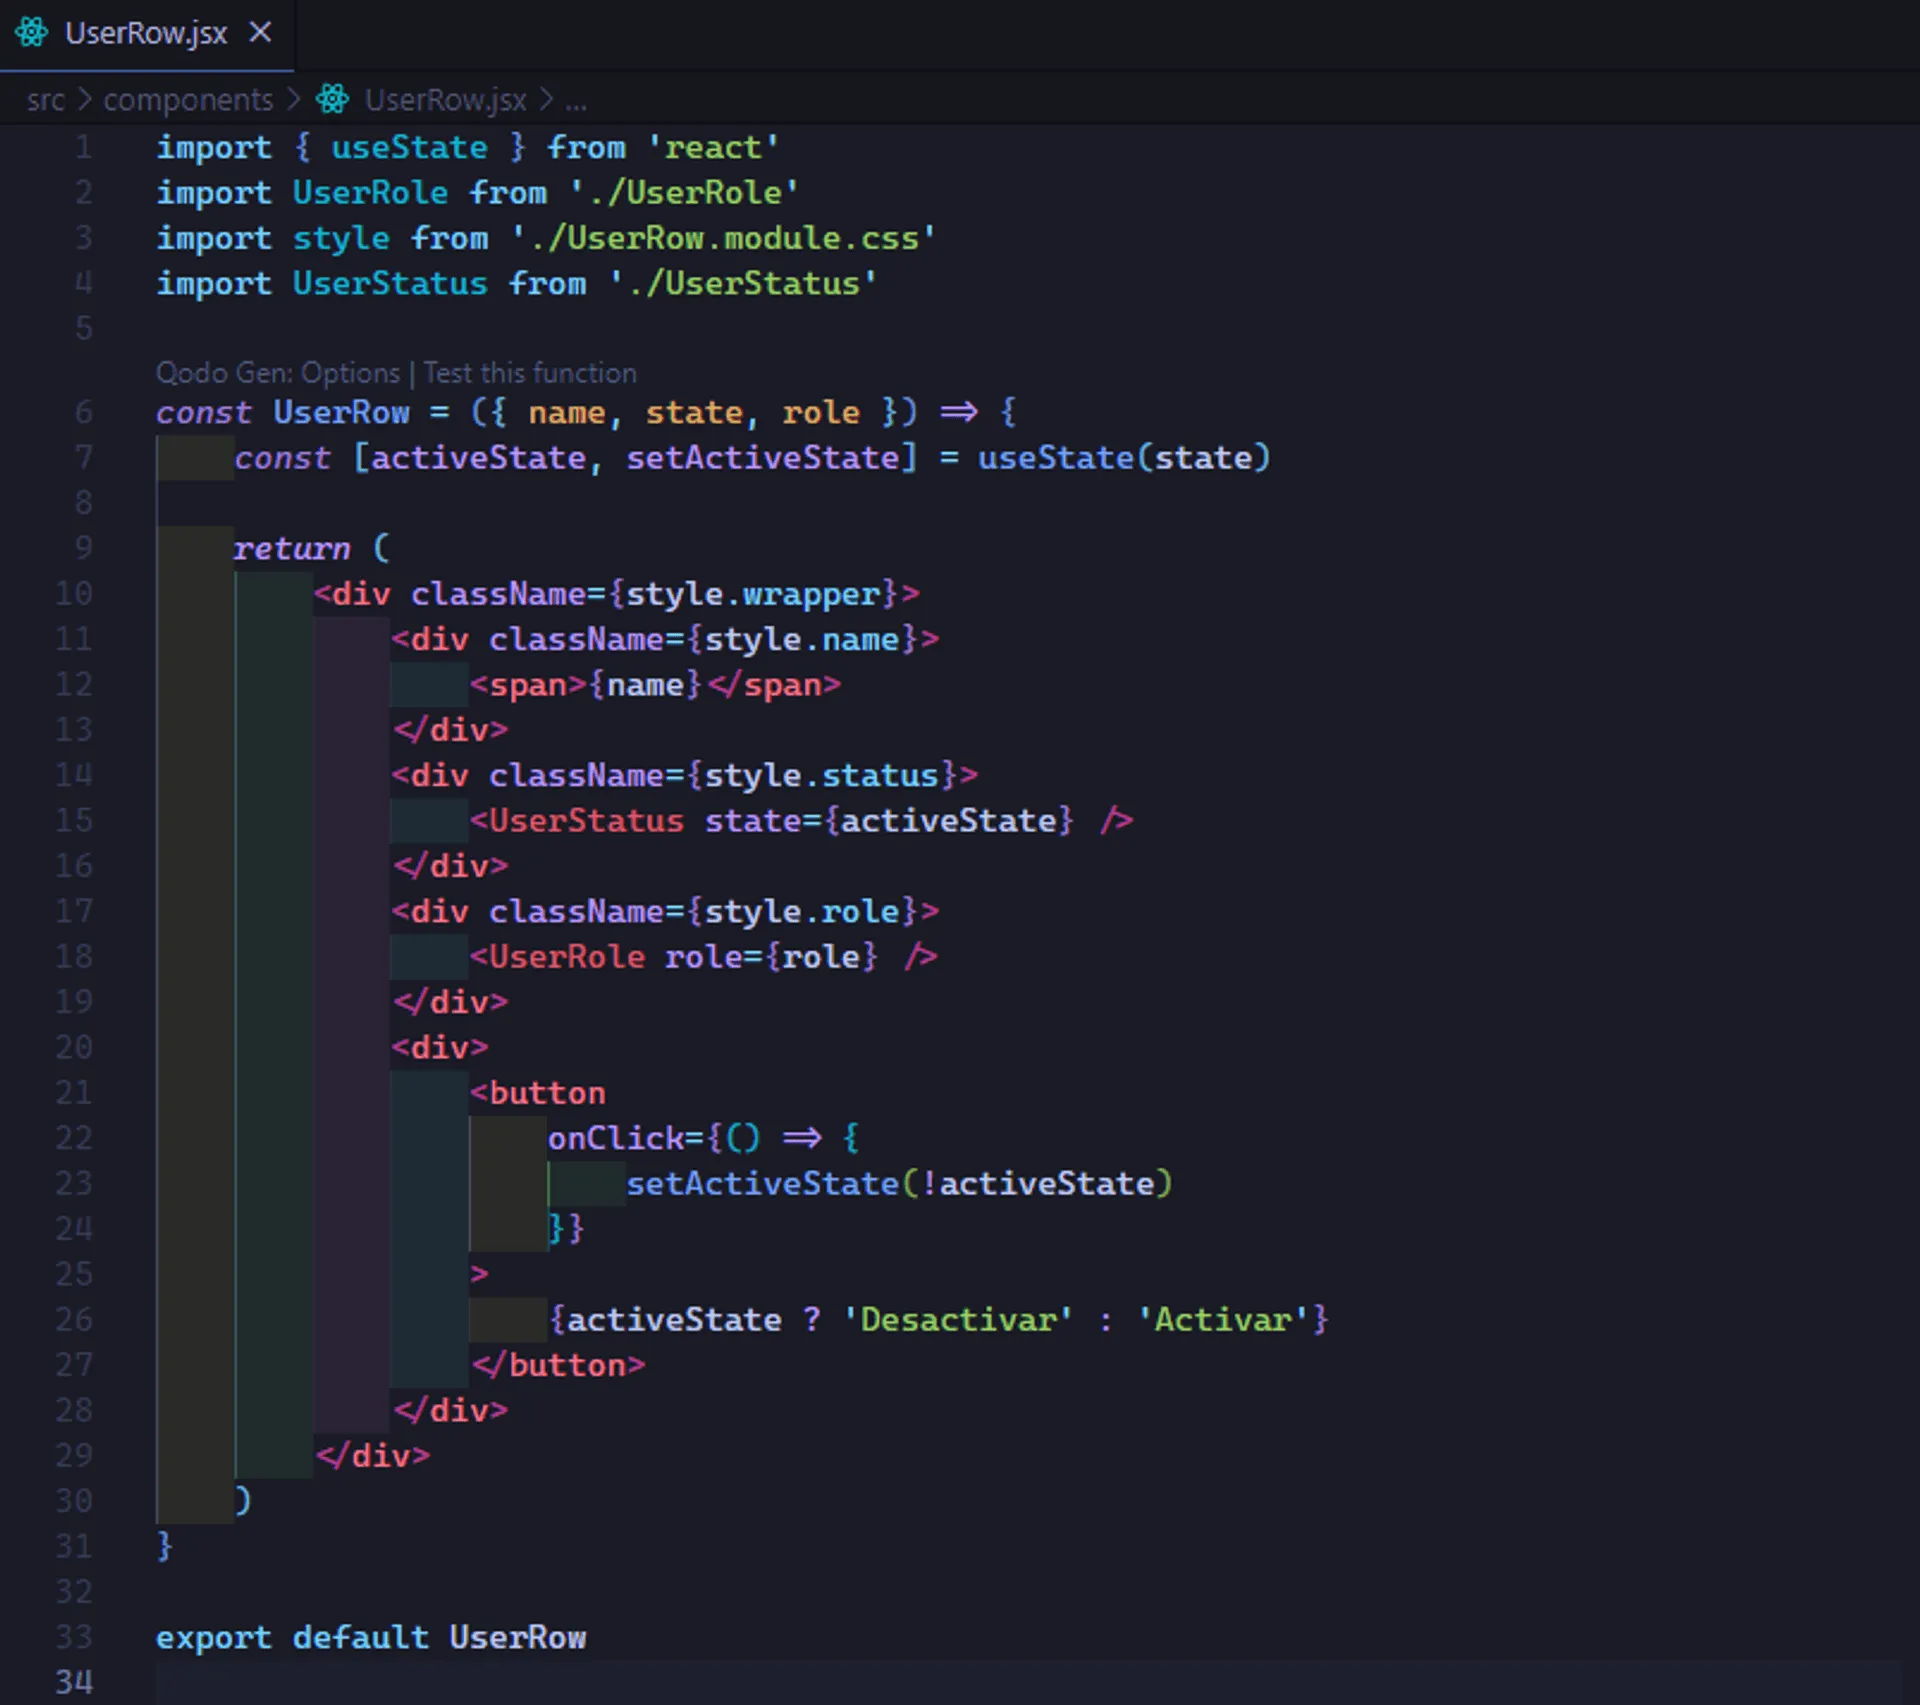 UserRow.jsx
src > components > UserRow.jsx > ...
1 import { useState } from 'react'
2 import UserRole from './UserRole'
3 import style from './UserRow.module.css'
4 import UserStatus from './UserStatus'
5
Qodo Gen: Options | Test this function
6 const UserRow = ({ name, state, role }) => {
7     const [activeState, setActiveState] = useState(state)
8
9     return (
10         <div className={style.wrapper}>
11             <div className={style.name}>
12                 <span>{name}</span>
13             </div>
14             <div className={style.status}>
15                 <UserStatus state={activeState} />
16             </div>
17             <div className={style.role}>
18                 <UserRole role={role} />
19             </div>
20             <div>
21                 <button
22                     onClick={() => {
23                         setActiveState(!activeState)
24                     }}
25                 >
26                     {activeState ? 'Desactivar' : 'Activar'}
27                 </button>
28             </div>
29         </div>
30     )
31 }
32
33 export default UserRow
34